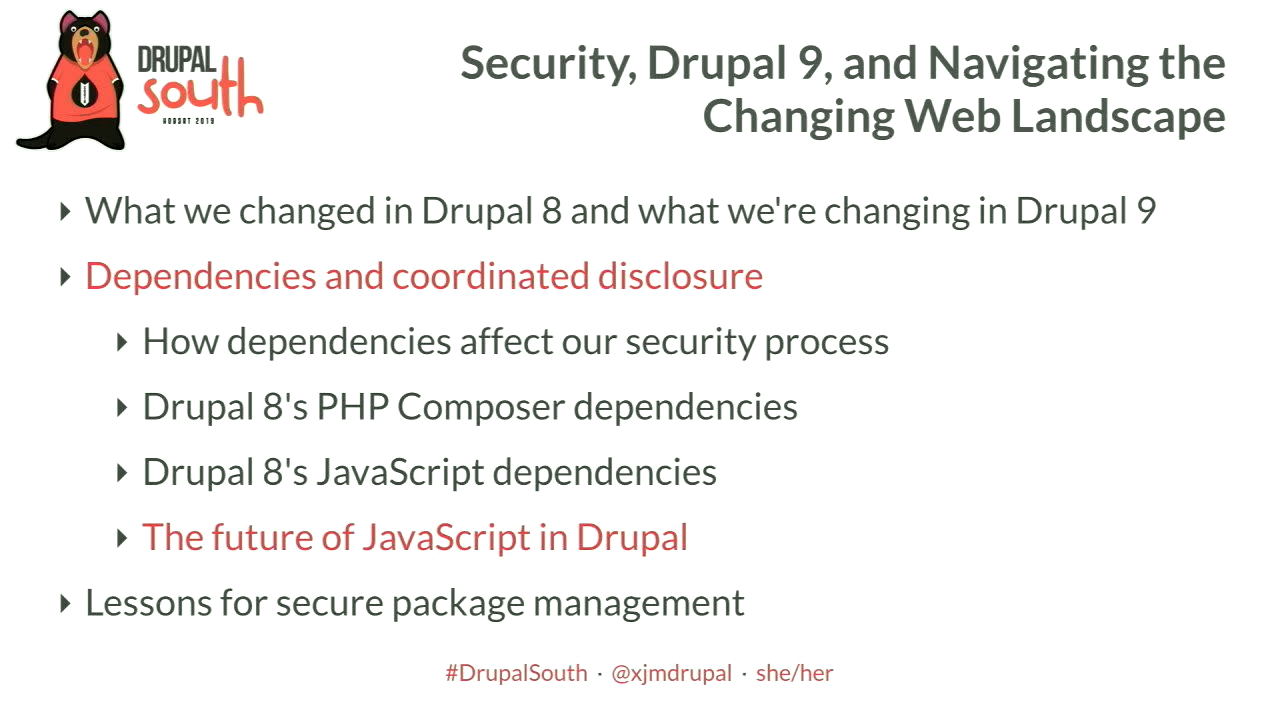 DRUPAL
south
HOBART 2019
Security, Drupal 9, and Navigating the
Changing Web Landscape
What we changed in Drupal 8 and what we're changing in Drupal 9
Dependencies and coordinated disclosure
How dependencies affect our security process
Drupal 8's PHP Composer dependencies
Drupal 8's JavaScript dependencies
The future of JavaScript in Drupal
Lessons for secure package management
#DrupalSouth · @xjmdrupal · she/her